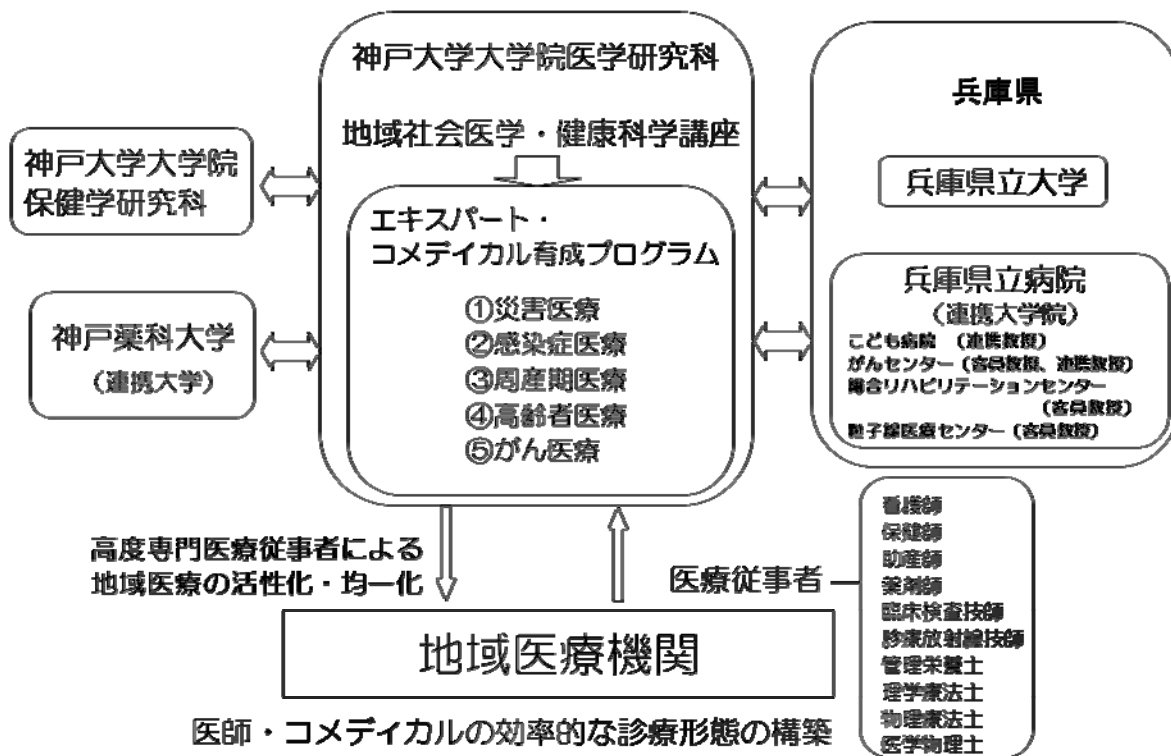 神戸大学大学院医学研究科
地域社会医学・健康科学講座
エキスパート・
コメデイカル育成プログラム
①災害医療
②感染症医療
③周産期医療
④高齢者医療
⑤がん医療
神戸大学大学院
保健学研究科
神戸薬科大学
（連携大学）
兵庫県
兵庫県立大学
兵庫県立病院
（連携大学院）
こども病院 （連携教授）
がんセンター（客員教授、連携教授）
総合リハビリテーションセンター
（客員教授）
粒子線医療センター（客員教授）
高度専門医療従事者による
地域医療の活性化・均一化
医療従事者
看護師
保健師
助産師
薬剤師
臨床検査技師
診療放射線技師
管理栄養士
理学療法士
物理療法士
医学物理士
地域医療機関
医師・コメディカルの効率的な診療形態の構築